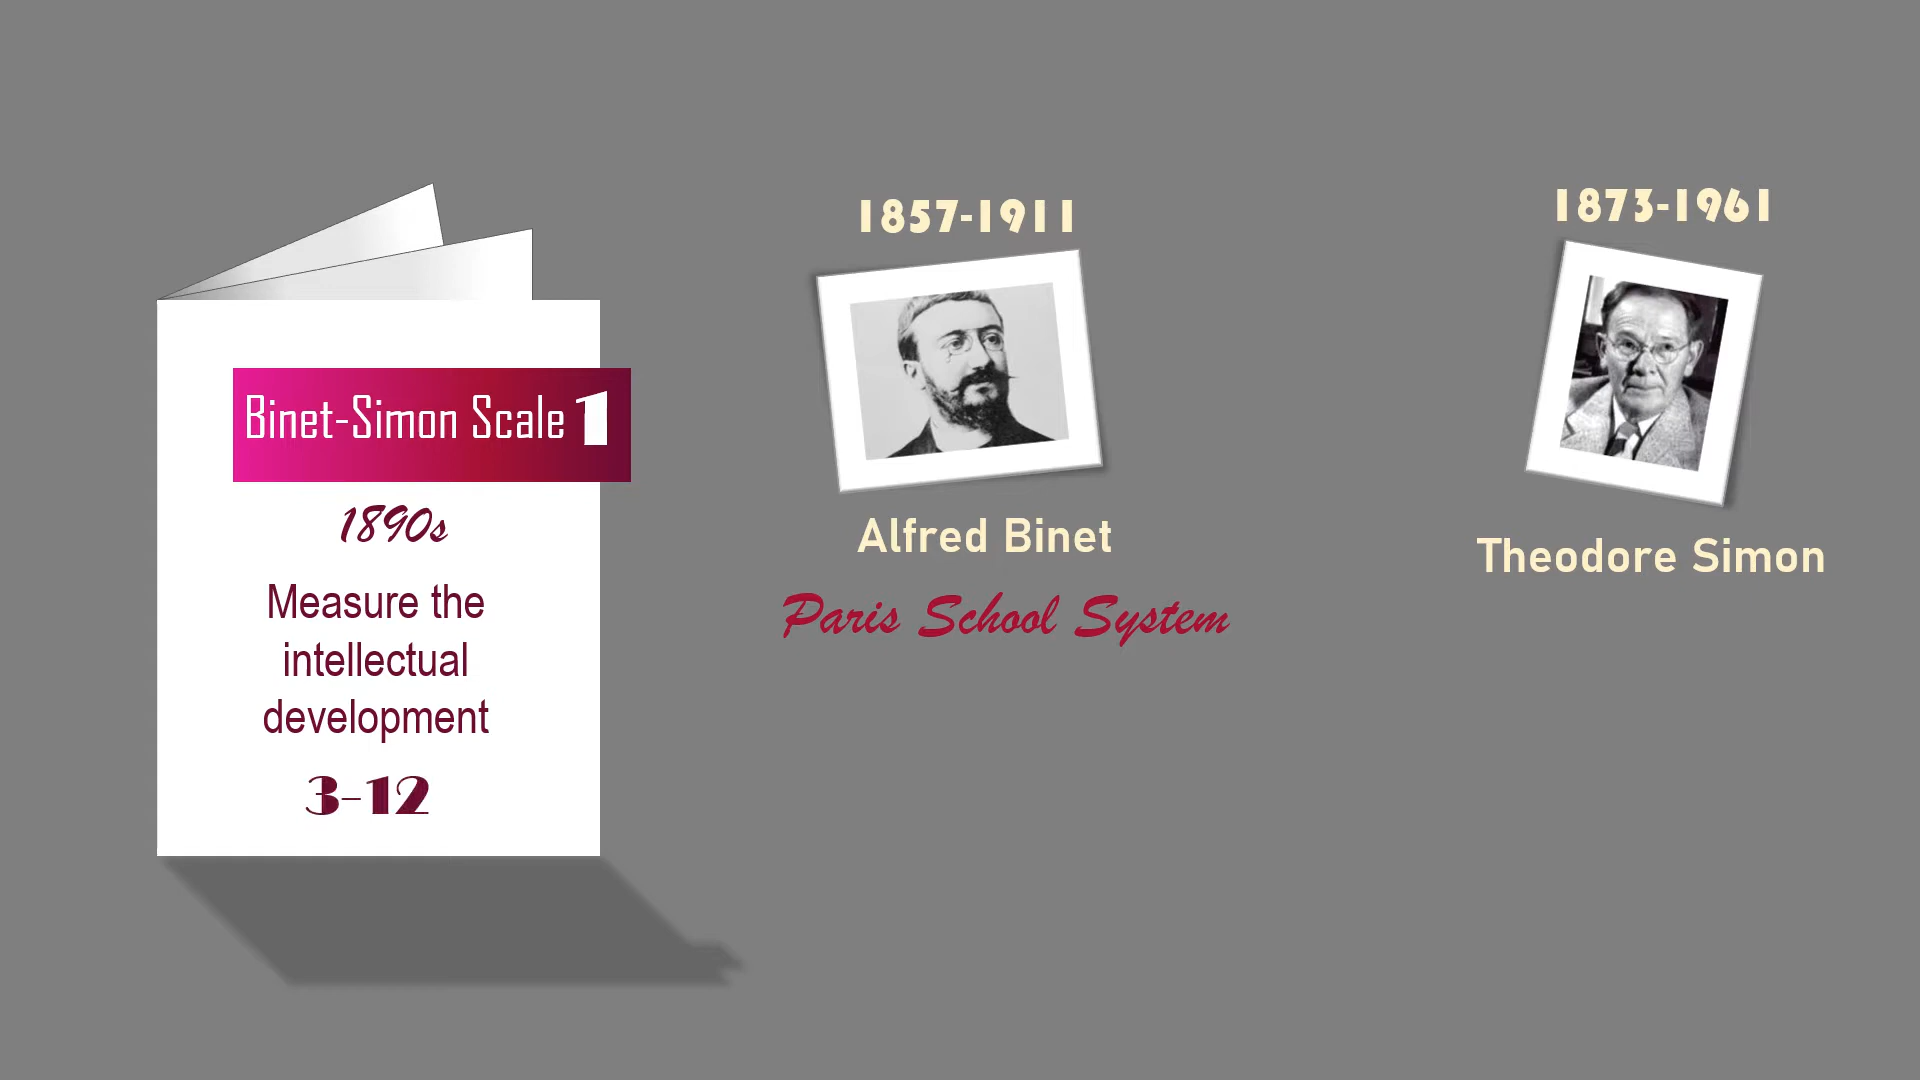 Binet-Simon Scale 1
1890s
Measure the
intellectual
development
3-12
1857-1911
Alfred Binet
Paris School System
1873-1961
Theodore Simon